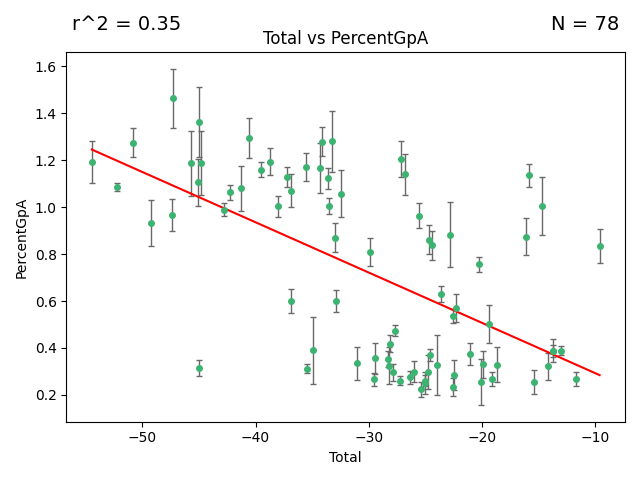 r^2 = 0.35
N = 78
Total vs PercentGpA
1.6
1.4
1.2
1.0
0.8
0.6
0.4
0.2
PercentGpA
−50
−40
−30
−20
−10
Total